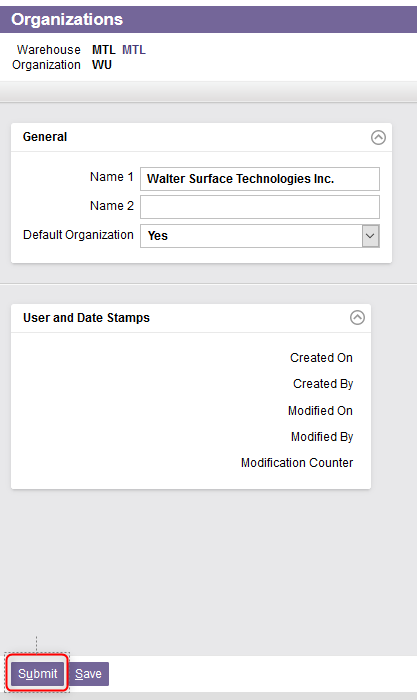 Organizations
Warehouse MTL MTL
Organization WU
General
Name 1 Walter Surface Technologies Inc.
Name 2
Default Organization Yes
User and Date Stamps
Created On
Created By
Modified On
Modified By
Modification Counter
Submit Save